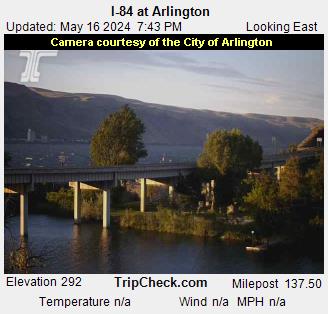 I-84 at Arlington
Updated: May 16 2024 7:43 PM Looking East
Camera courtesy of the City of Arlington
Elevation 292 TripCheck.com Milepost 137.50
Temperature n/a Wind n/a MPH n/a